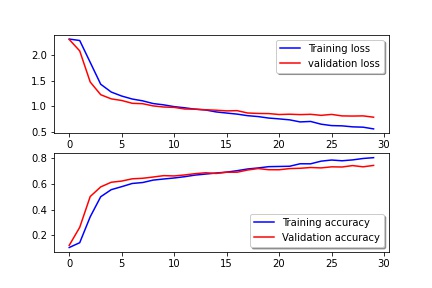 2.0
1.5
1.0
0.5
Training loss
validation loss
0 5 10 15 20 25 30
0.8
0.6
0.4
0.2
Training accuracy
Validation accuracy
0 5 10 15 20 25 30